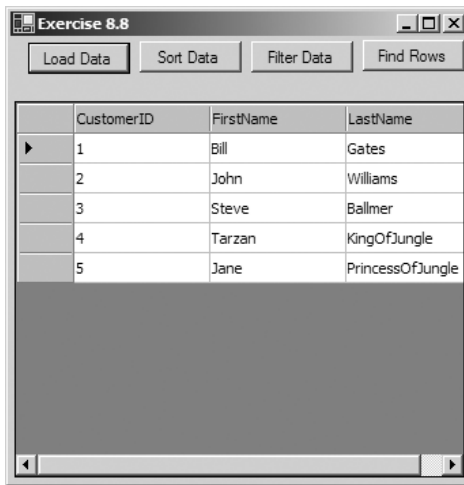 Exercise 8.8
Load Data Sort Data Filter Data Find Rows
CustomerID FirstName LastName
1 Bill Gates
2 John Williams
3 Steve Ballmer
4 Tarzan KingOfJungle
5 Jane PrincessOfJungle